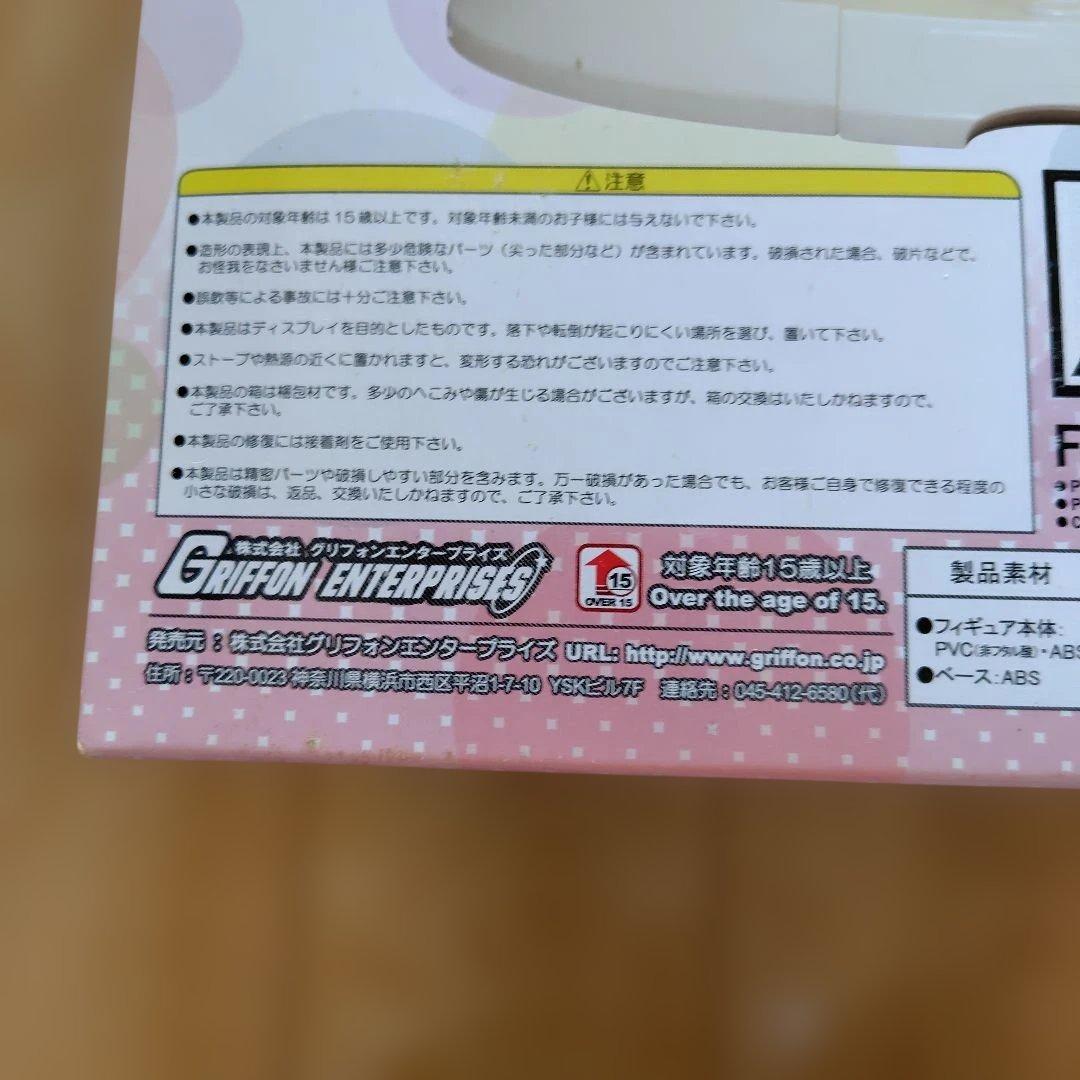 ⚠注意
●本製品の対象年齢は15歳以上です。対象年齢未満のお子様には与えないで下さい。
●造形の表現上、本製品には多少危険なパーツ（尖った部分など）が含まれています。破損された場合、破片などで、
お怪我をなさいません様ご注意下さい。
●誤飲等による事故には十分ご注意下さい。
●本製品はディスプレイを目的としたものです。落下や転倒が起こりにくい場所を選び、置いて下さい。
●ストーブや熱源の近くに置かれますと、変形する恐れがございますのでご注意下さい。
●本製品の箱は梱包材です。多少のへこみや傷が生じる場合がございますが、箱の交換はいたしかねますので、
ご了承下さい。
●本製品の修復には接着剤をご使用下さい。
●本製品は精密パーツや破損しやすい部分を含みます。万一破損があった場合でも、お客様ご自身で修復できる程度の
小さな破損は、返品、交換いたしかねますので、ご了承下さい。
株式会社 グリフォンエンタープライズ
GRIFFON ENTERPRISES
15
OVER 15
対象年齢15歳以上
Over the age of 15.
発売元：株式会社グリフォンエンタープライズ URL: http://www.griffon.co.jp
住所：〒220-0023 神奈川県横浜市西区平沼1-7-10 YSKビル7F 連絡先：045-412-6580（代）
製品素材
●フィギュア本体：
PVC（非フタル酸）・ABS
●ベース：ABS
F
●P
●P
●C